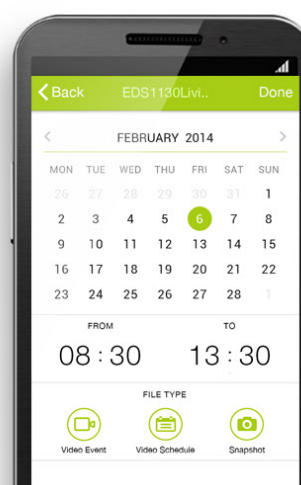 Back EDS1130Livi.. Done
FEBRUARY 2014
MON TUE WED THU FRI SAT SUN
26 27 28 29 30 31 1
2 3 4 5 6 7 8
9 10 11 12 13 14 15
16 17 18 19 20 21 22
23 24 25 26 27 28 1
FROM TO
08 : 30 13 : 30
FILE TYPE
Video Event Video Schedule Snapshot